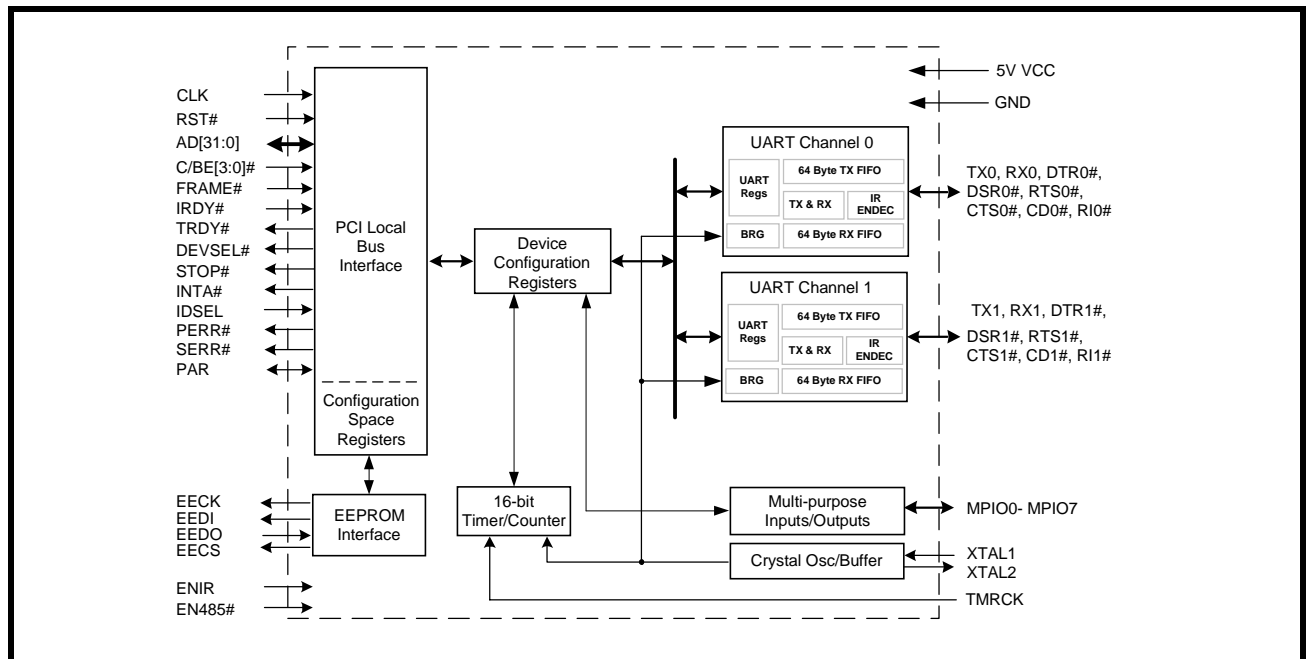 CLK
RST#
AD[31:0]
C/BE[3:0]#
FRAME#
IRDY#
TRDY#
DEVSEL#
STOP#
INTA#
IDSEL
PERR#
SERR#
PAR
EECK
EEDI
EEDO
EECS
ENIR
EN485#
PCI Local
Bus
Interface
Configuration
Space
Registers
EEPROM
Interface
Device
Configuration
Registers
16-bit
Timer/Counter
UART Channel 0
UART
Regs
64 Byte TX FIFO
TX & RX
IR
ENDEC
BRG
64 Byte RX FIFO
UART Channel 1
UART
Regs
64 Byte TX FIFO
TX & RX
IR
ENDEC
BRG
64 Byte RX FIFO
Multi-purpose
Inputs/Outputs
Crystal Osc/Buffer
5V VCC
GND
TX0, RX0, DTR0#,
DSR0#, RTS0#,
CTS0#, CD0#, RI0#
TX1, RX1, DTR1#,
DSR1#, RTS1#,
CTS1#, CD1#, RI1#
MPIO0- MPIO7
XTAL1
XTAL2
TMRCK